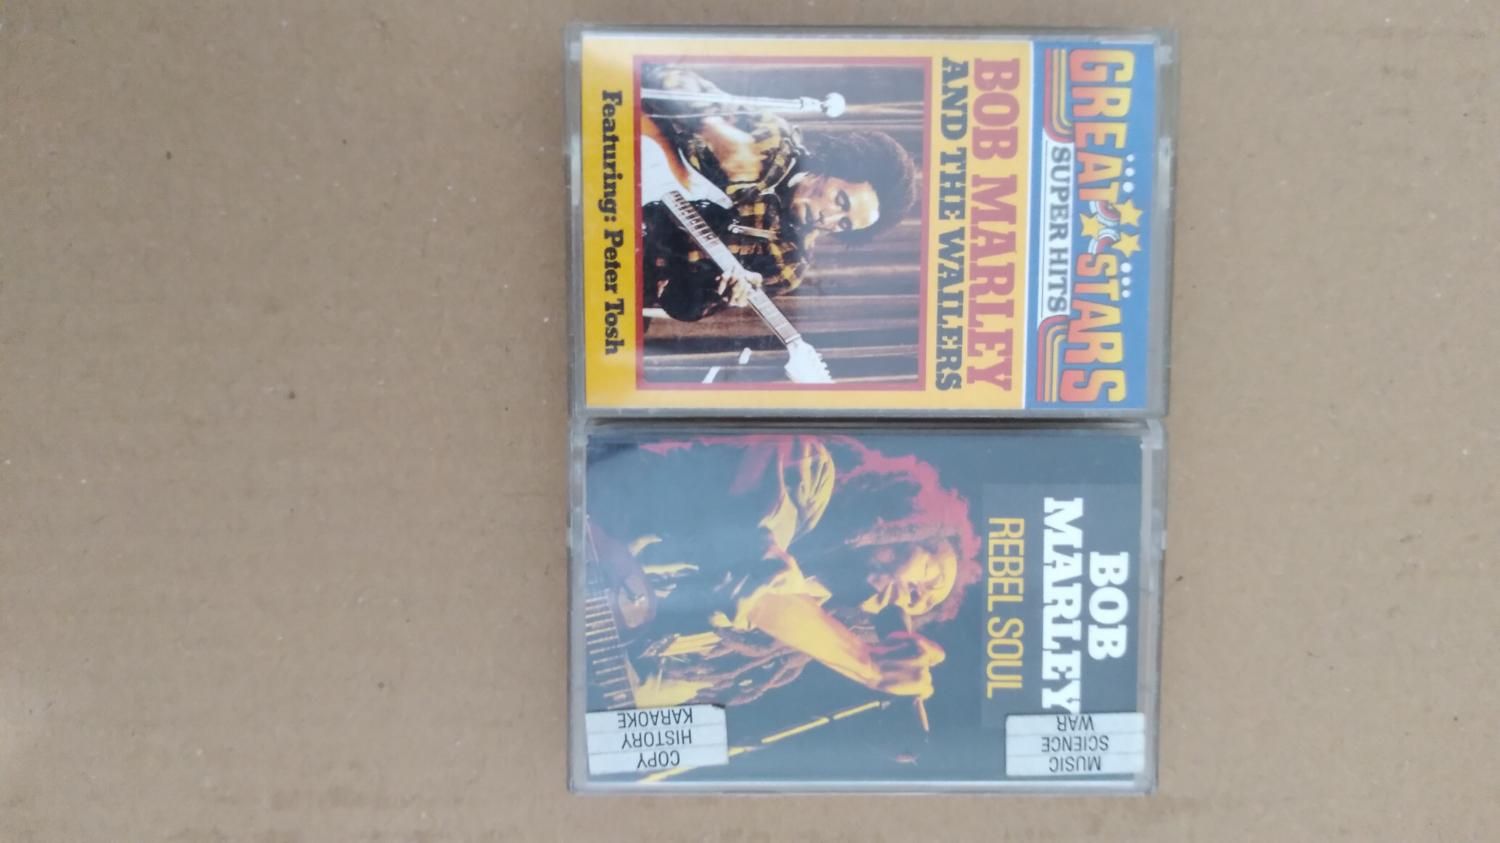 GREAT STARS
SUPER HITS
BOB MARLEY
AND THE WAILERS
Featuring: Peter Tosh
BOB
MARLEY
REBEL SOUL
MUSIC
SCIENCE
WAR
COPY
HISTORY
KARAOKE